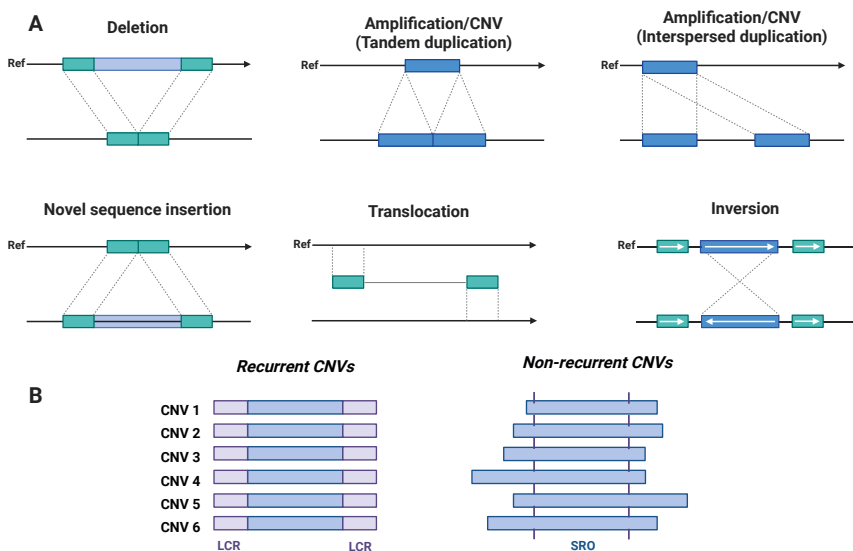 A
Deletion
Amplification/CNV
(Tandem duplication)
Amplification/CNV
(Interspersed duplication)
Ref
Ref
Ref
Novel sequence insertion
Translocation
Inversion
Ref
Ref
Ref
B
Recurrent CNVs
Non-recurrent CNVs
CNV 1
CNV 2
CNV 3
CNV 4
CNV 5
CNV 6
LCR
LCR
SRO